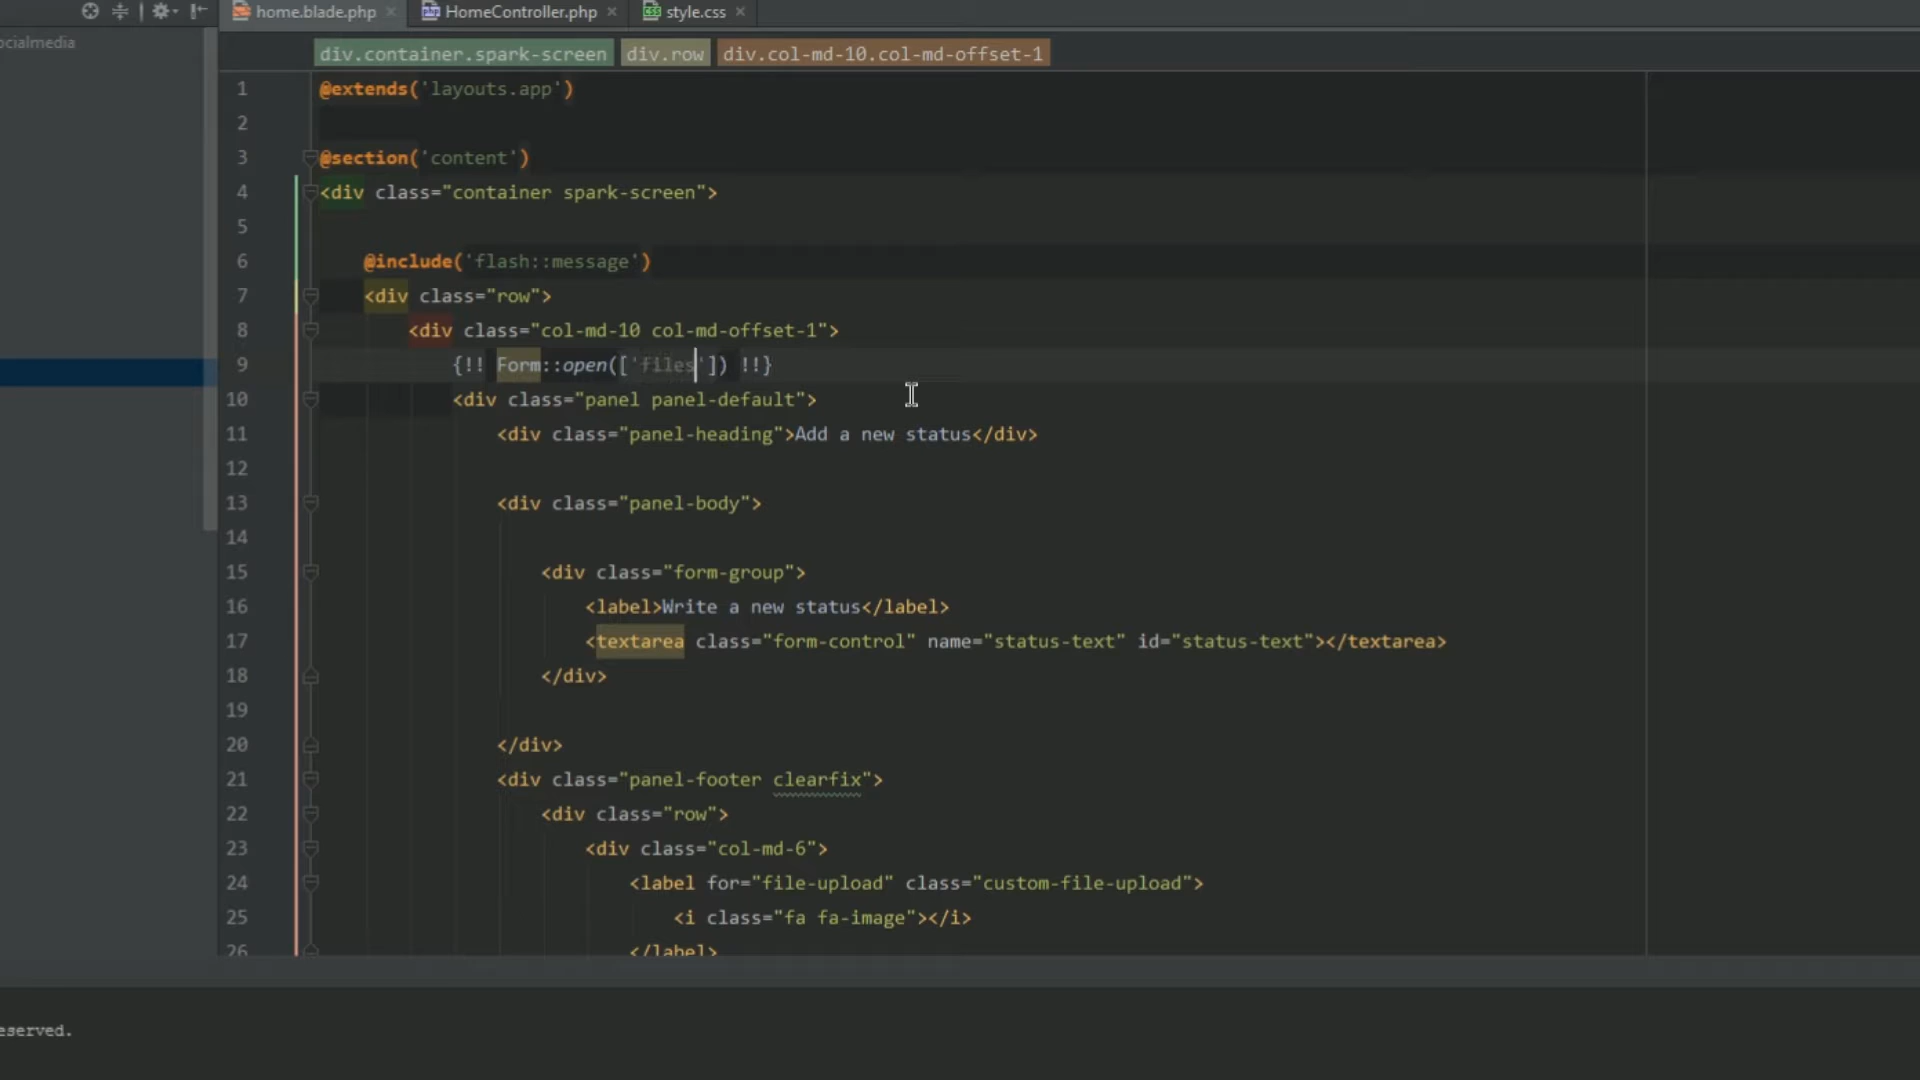 home.blade.php HomeController.php style.css
ocialmedia
div.container.spark-screen div.row div.col-md-10.col-md-offset-1
1 @extends('layouts.app')
2
3 @section('content')
4 <div class="container spark-screen">
5
6 @include('flash::message')
7 <div class="row">
8 <div class="col-md-10 col-md-offset-1">
9 {!! Form::open(['files']) !!}
10 <div class="panel panel-default">
11 <div class="panel-heading">Add a new status</div>
12
13 <div class="panel-body">
14
15 <div class="form-group">
16 <label>Write a new status</label>
17 <textarea class="form-control" name="status-text" id="status-text"></textarea>
18 </div>
19
20 </div>
21 <div class="panel-footer clearfix">
22 <div class="row">
23 <div class="col-md-6">
24 <label for="file-upload" class="custom-file-upload">
25 <i class="fa fa-image"></i>
26 </label>
eserved.